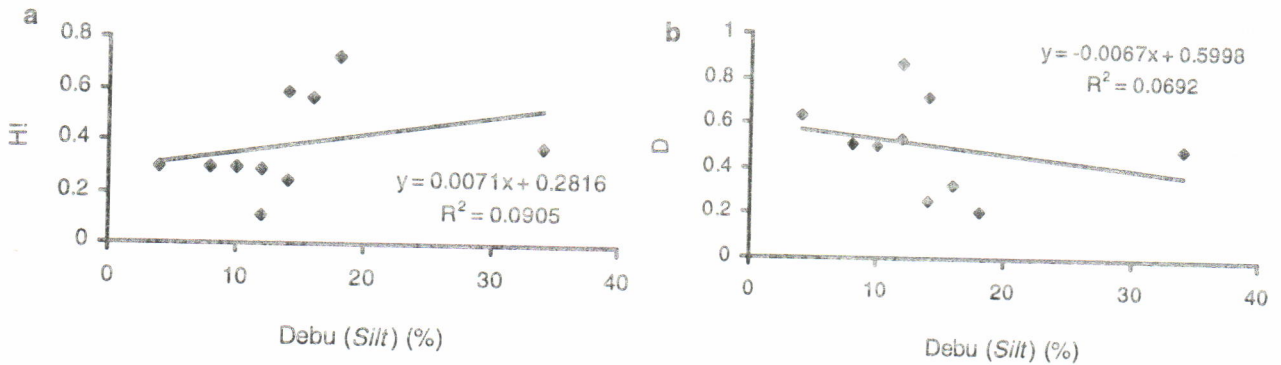 a
0.8
0.6
0.4
0.2
0
H!
y = 0.0071x + 0.2816
R² = 0.0905
0 10 20 30 40
Debu (Silt) (%)
b
1
0.8
0.6
0.4
0.2
0
D
y = -0.0067x + 0.5998
R² = 0.0692
0 10 20 30 40
Debu (Silt) (%)